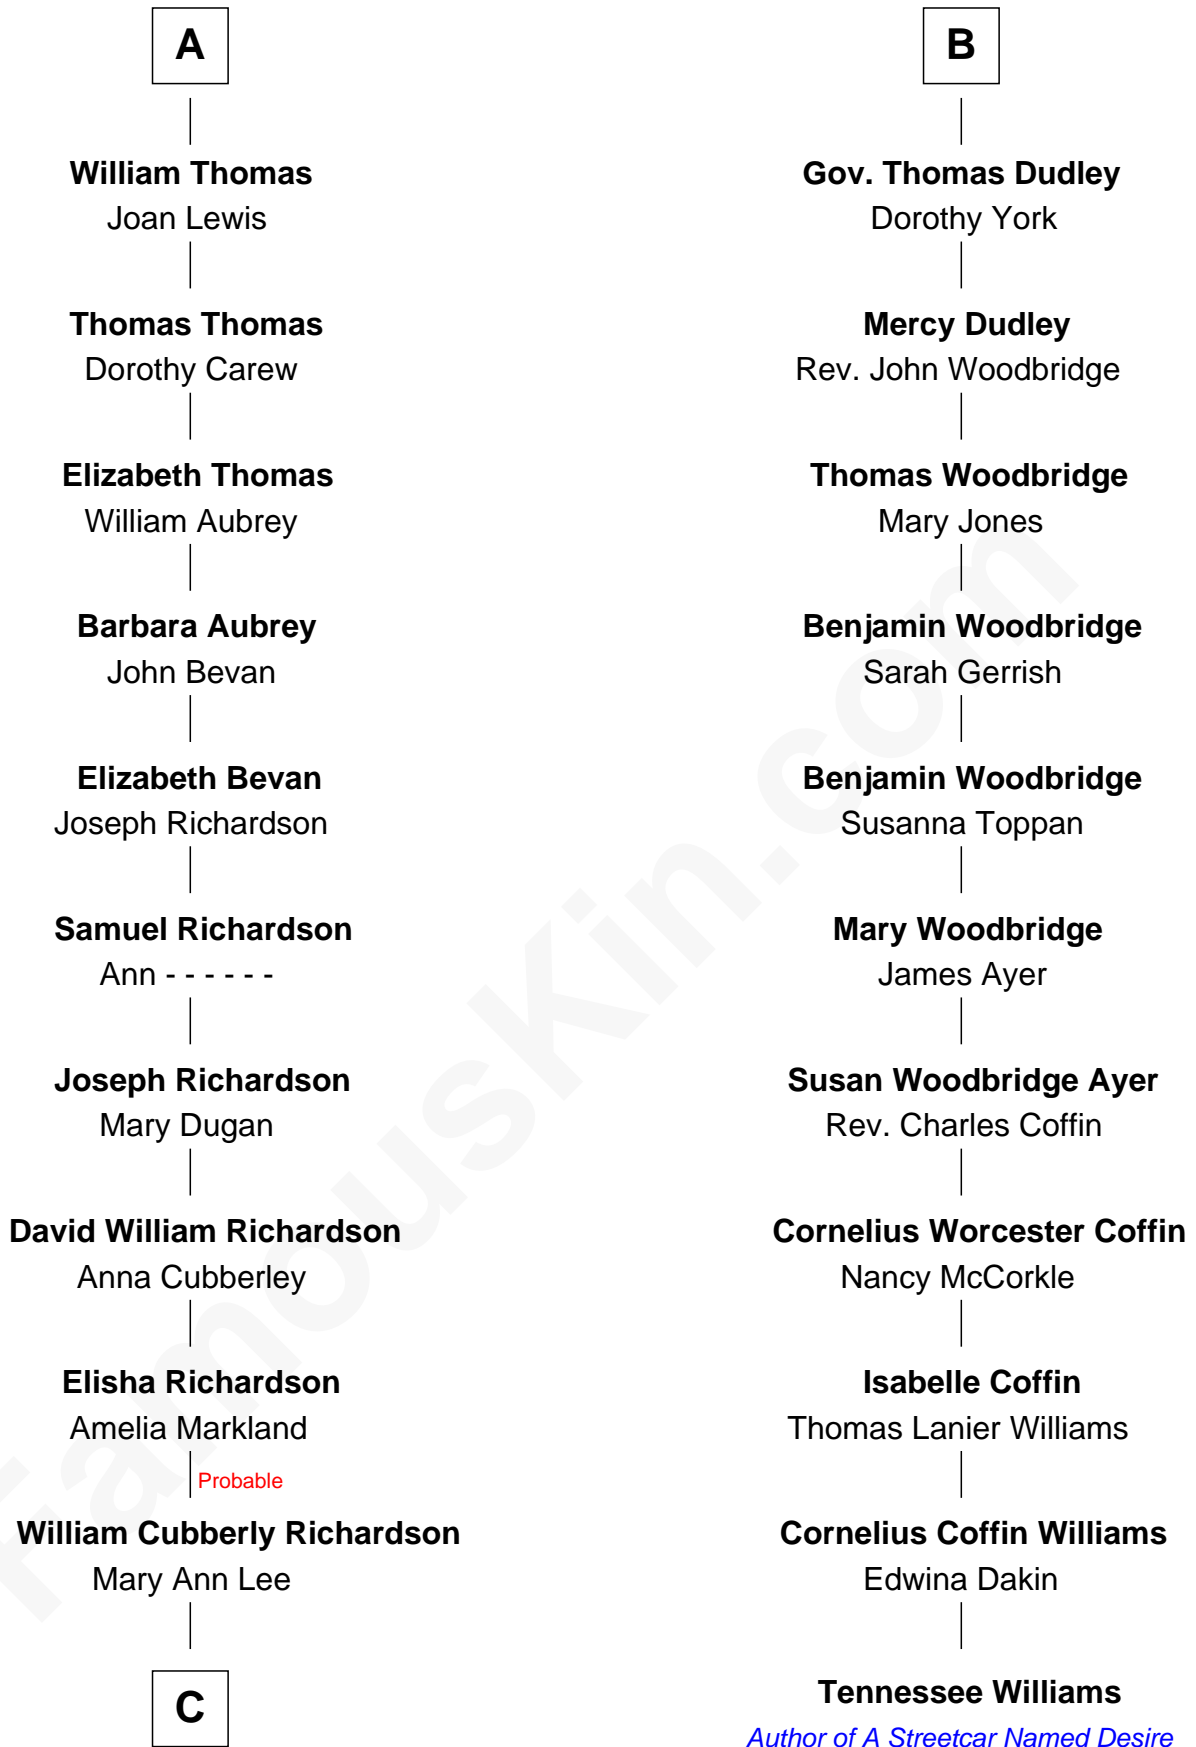 A
William Thomas
Joan Lewis
Thomas Thomas
Dorothy Carew
Elizabeth Thomas
William Aubrey
Barbara Aubrey
John Bevan
Elizabeth Bevan
Joseph Richardson
Samuel Richardson
Ann - - - - - -
Joseph Richardson
Mary Dugan
David William Richardson
Anna Cubberley
Elisha Richardson
Amelia Markland
Probable
William Cubberly Richardson
Mary Ann Lee
C
B
Gov. Thomas Dudley
Dorothy York
Mercy Dudley
Rev. John Woodbridge
Thomas Woodbridge
Mary Jones
Benjamin Woodbridge
Sarah Gerrish
Benjamin Woodbridge
Susanna Toppan
Mary Woodbridge
James Ayer
Susan Woodbridge Ayer
Rev. Charles Coffin
Cornelius Worcester Coffin
Nancy McCorkle
Isabelle Coffin
Thomas Lanier Williams
Cornelius Coffin Williams
Edwina Dakin
Tennessee Williams
Author of A Streetcar Named Desire
FamousKin.com